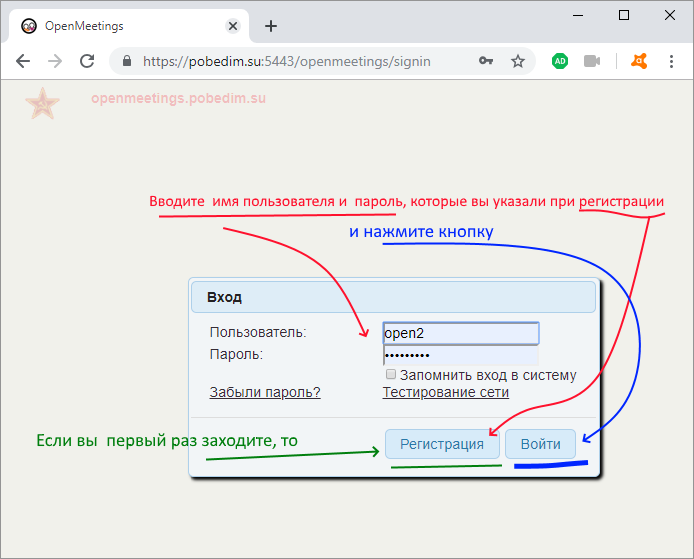 OpenMeetings
https://pobedim.su:5443/openmeetings/signin
AD
openmeetings.pobedim.su
Вводите имя пользователя и пароль, которые вы указали при регистрации
и нажмите кнопку
Вход
Пользователь: open2
Пароль: •••••••••
Запомнить вход в систему
Забыли пароль? Тестирование сети
Если вы первый раз заходите, то Регистрация Войти